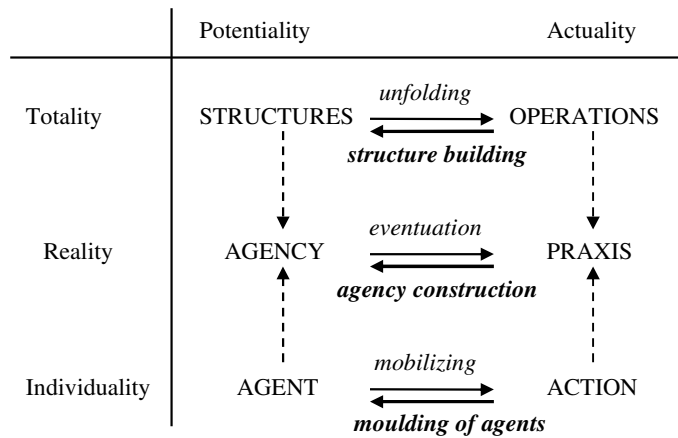 Potentiality Actuality
unfolding
Totality STRUCTURES OPERATIONS
structure building
eventuation
Reality AGENCY PRAXIS
agency construction
mobilizing
Individuality AGENT ACTION
moulding of agents